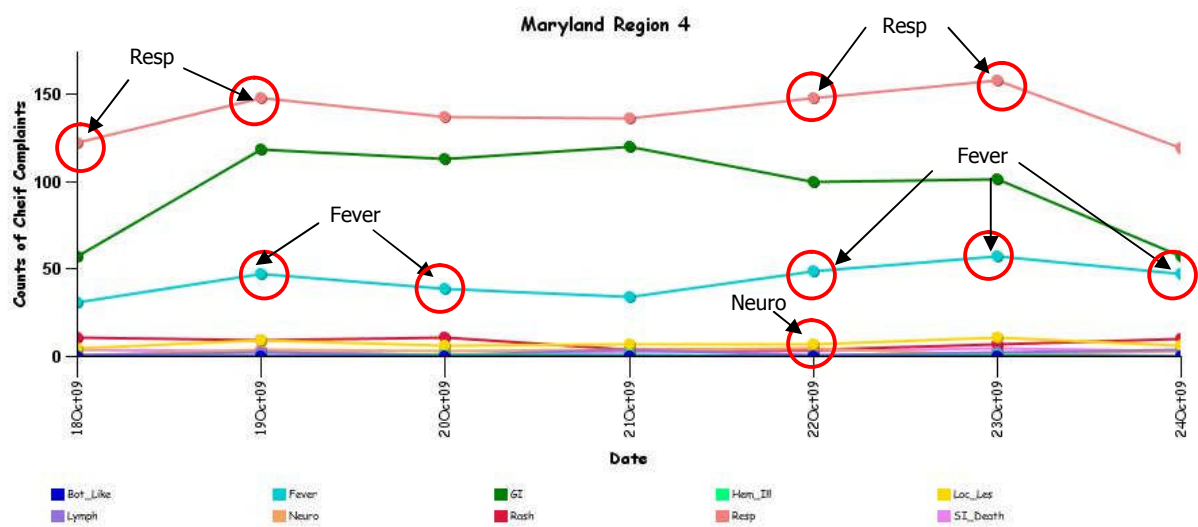 Maryland Region 4
Resp
Resp
Fever
Fever
Neuro
Counts of Cheif Complaints
150
100
50
0
18Oct09
19Oct09
20Oct09
21Oct09
22Oct09
23Oct09
24Oct09
Date
Bot_Like
Fever
GI
Hem_Ill
Loc_Les
Lymph
Neuro
Rash
Resp
SI_Death